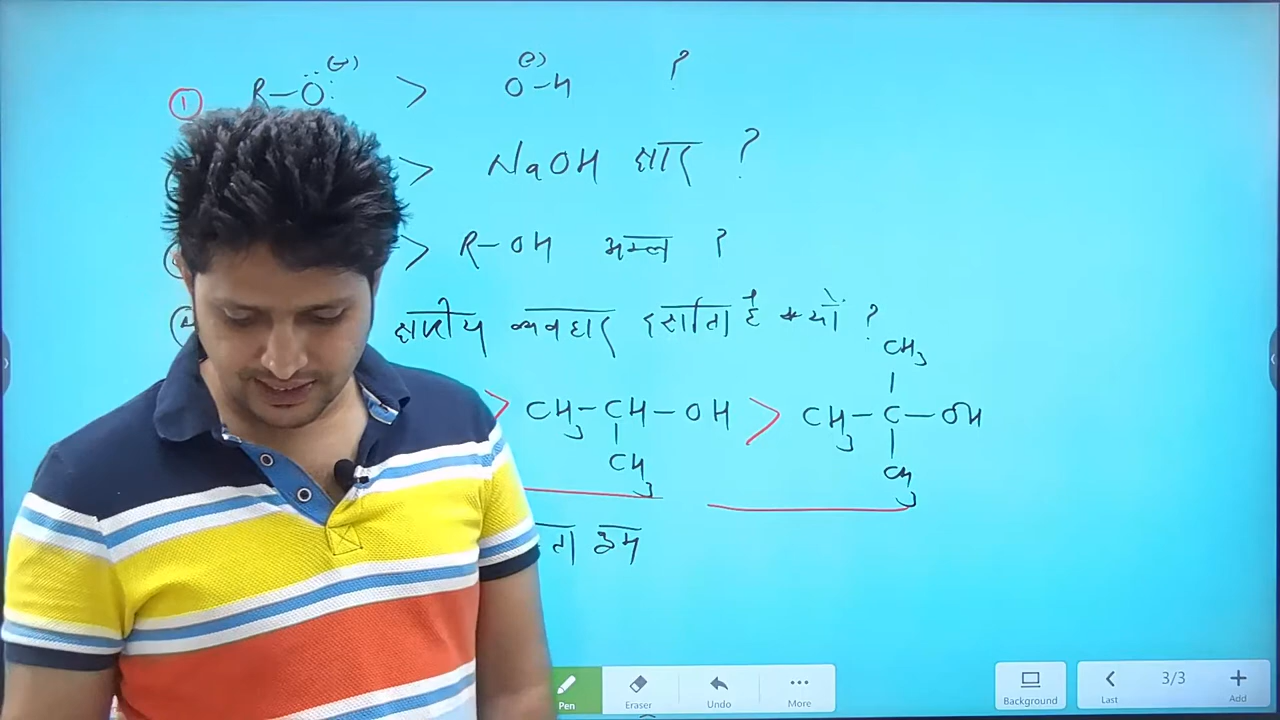 ① R–Ö:(-) > (-)O–H ?
> NaOH क्षार ?
> R–OH अम्ल ?
क्षारीय व्यवहार दर्साता है क्यों ?
CH3
|
> CH3–CH–OH > CH3–C–OH
| |
CH3 CH3
ता क्रम
Pen Eraser Undo More Background Last 3/3 Add